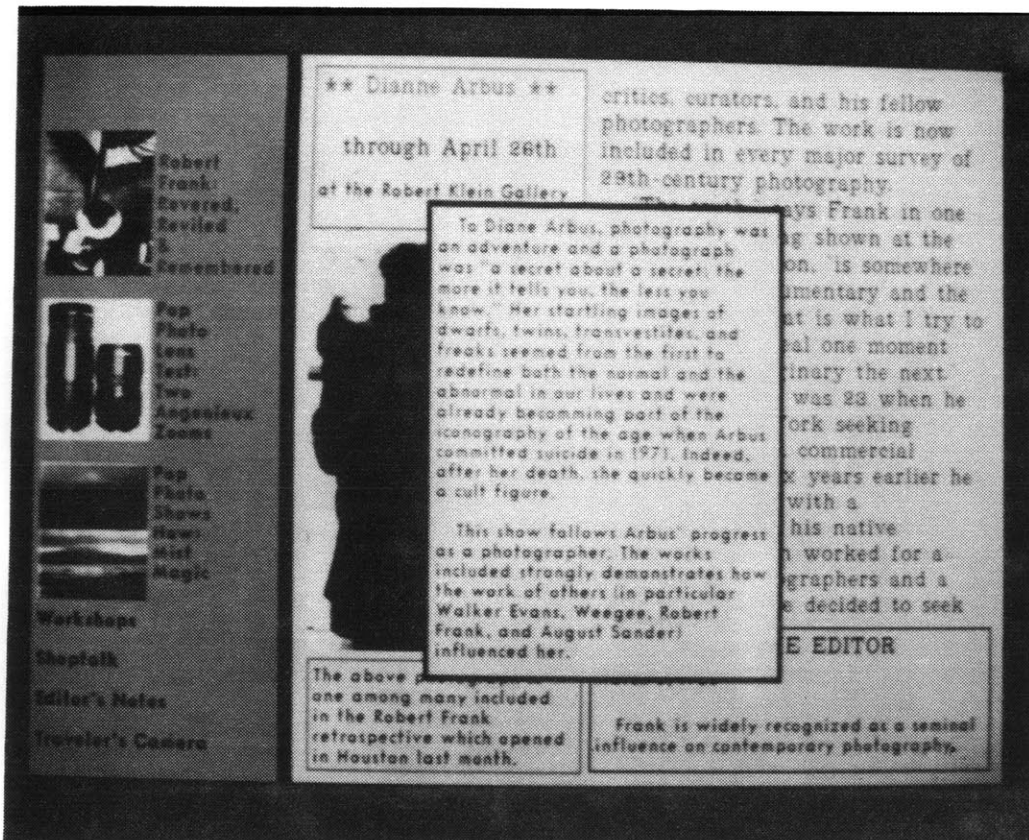 Robert
Frank:
Revered,
Reviled
&
Remembered
Pop
Photo
Lens
Test:
Two
Angenieux
Zooms
Pop
Photo
Shows
How:
Mist
Magic
Workshops
Shoptalk
Editor's Notes
Traveler's Camera
** Dianne Arbus **
through April 26th
at the Robert Klein Gallery
To Diane Arbus, photography was
an adventure and a photograph
was "a secret about a secret; the
more it tells you, the less you
know." Her startling images of
dwarfs, twins, transvestites, and
freaks seemed from the first to
redefine both the normal and the
abnormal in our lives and were
already becomming part of the
iconography of the age when Arbus
committed suicide in 1971. Indeed,
after her death, she quickly became
a cult figure.
This show follows Arbus' progress
as a photographer. The works
included strongly demonstrates how
the work of others (in particular
Walker Evans, Weegee, Robert
Frank, and August Sander)
influenced her.
The above
one among many included
in the Robert Frank
retrospective which opened
in Houston last month.
critics, curators, and his fellow
photographers. The work is now
included in every major survey of
29th-century photography.
ays Frank in one
g shown at the
on, "is somewhere
umentary and the
at is what I try to
eal one moment
inary the next."
was 23 when he
ork seeking
commercial
x years earlier he
with a
his native
n worked for a
ographers and a
e decided to seek
E EDITOR
Frank is widely recognized as a seminal
influence on contemporary photography.